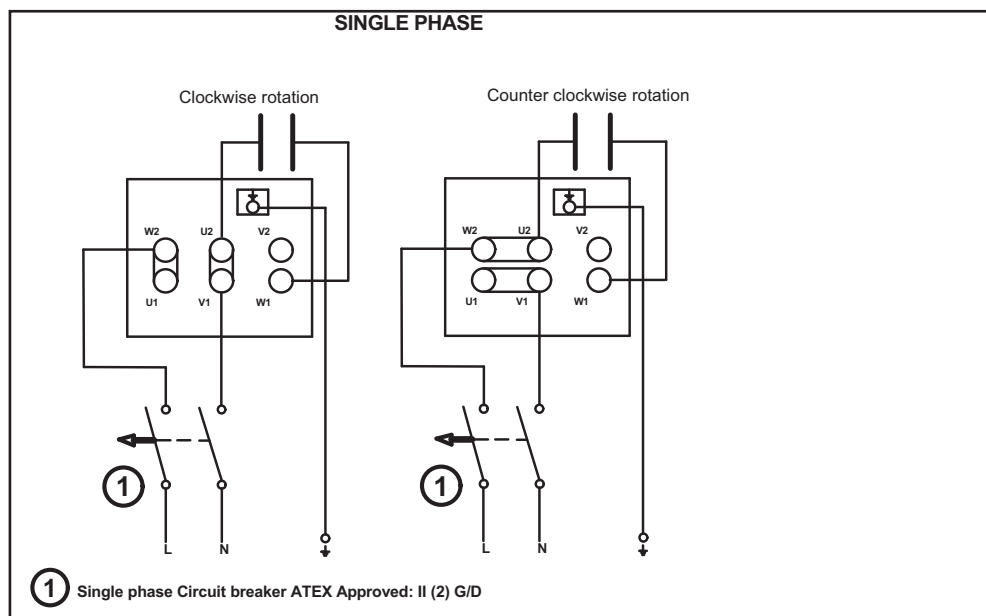 SINGLE PHASE
Clockwise rotation
Counter clockwise rotation
W2 U2 V2
U1 V1 W1
W2 U2 V2
U1 V1 W1
1
1
L N
L N
1 Single phase Circuit breaker ATEX Approved: II (2) G/D